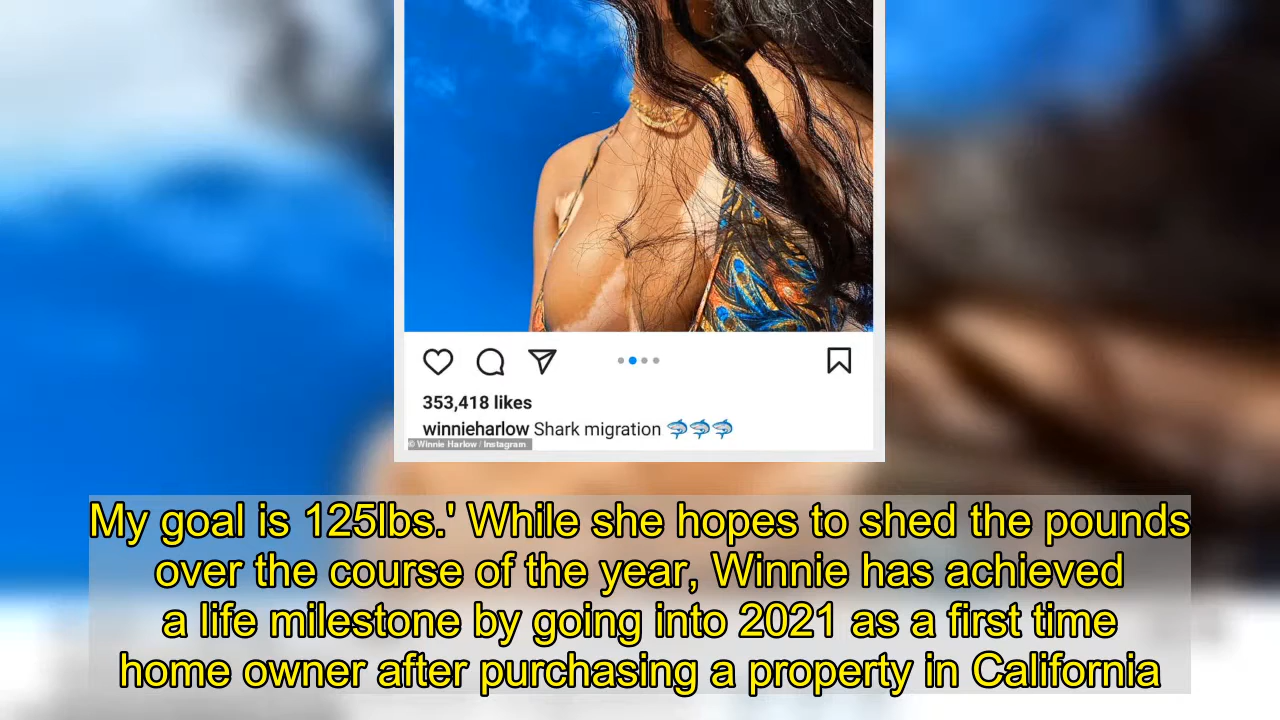 353,418 likes
winnieharlow Shark migration 🦈🦈🦈
© Winnie Harlow / Instagram
My goal is 125lbs.' While she hopes to shed the pounds
over the course of the year, Winnie has achieved
a life milestone by going into 2021 as a first time
home owner after purchasing a property in California